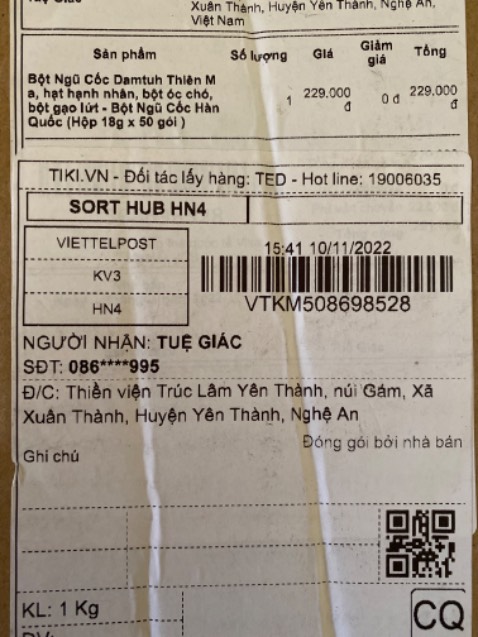 Xuân Thành, Huyện Yên Thành, Nghệ An,
Việt Nam
Sản phẩm Số lượng Giá Giảm giá Tổng
Bột Ngũ Cốc Damtuh Thiên M
a, hạt hạnh nhân, bột óc chó,
bột gạo lứt - Bột Ngũ Cốc Hàn
Quốc (Hộp 18g x 50 gói )
1 229.000 đ 0 đ 229.000 đ
TIKI.VN - Đối tác lấy hàng: TED - Hot line: 19006035
SORT HUB HN4
VIETTELPOST
KV3
HN4
15:41 10/11/2022
VTKM508698528
NGƯỜI NHẬN: TUỆ GIÁC
SĐT: 086****995
Đ/C: Thiền viện Trúc Lâm Yên Thành, núi Gám, Xã
Xuân Thành, Huyện Yên Thành, Nghệ An
Đóng gói bởi nhà bán
Ghi chú
KL: 1 Kg
CQ